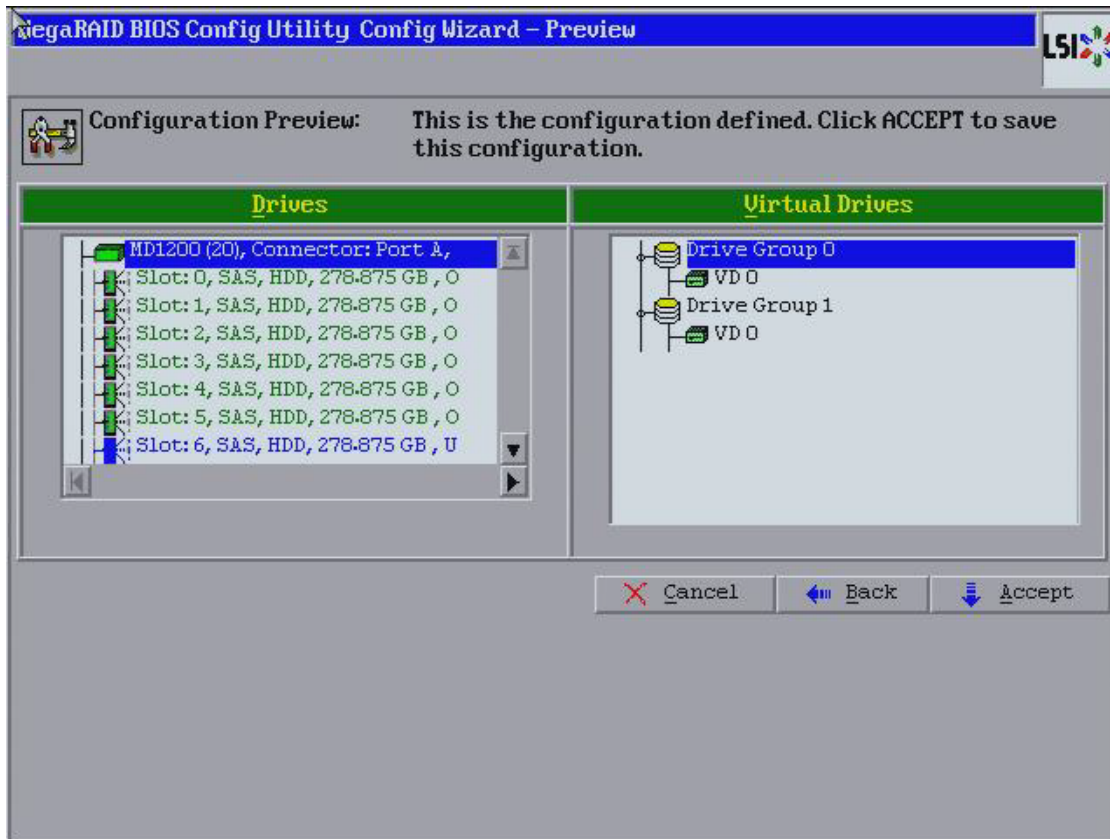 MegaRAID BIOS Config Utility Config Wizard – Preview
LSI
Configuration Preview:
This is the configuration defined. Click ACCEPT to save
this configuration.
Drives
MD1200 (20), Connector: Port A,
Slot: 0, SAS, HDD, 278.875 GB , O
Slot: 1, SAS, HDD, 278.875 GB , O
Slot: 2, SAS, HDD, 278.875 GB , O
Slot: 3, SAS, HDD, 278.875 GB , O
Slot: 4, SAS, HDD, 278.875 GB , O
Slot: 5, SAS, HDD, 278.875 GB , O
Slot: 6, SAS, HDD, 278.875 GB , U
Virtual Drives
Drive Group 0
VD 0
Drive Group 1
VD 0
Cancel
Back
Accept